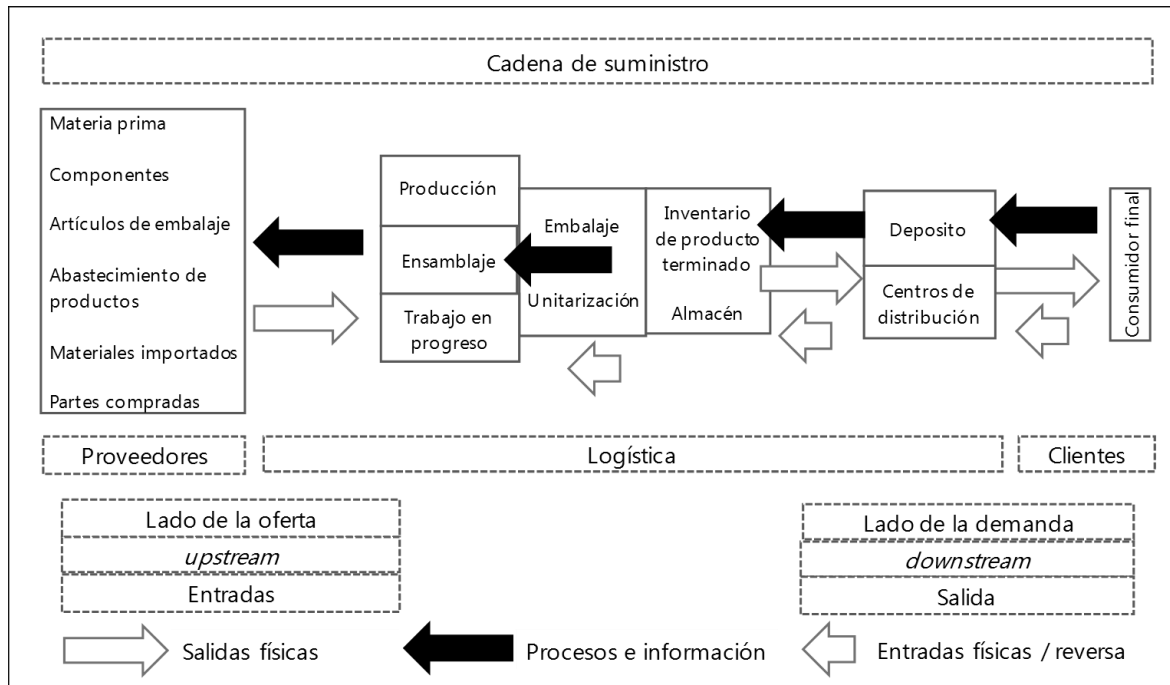 Cadena de suministro
Materia prima
Componentes
Artículos de embalaje
Abastecimiento de
productos
Materiales importados
Partes compradas
Producción
Ensamblaje
Trabajo en
progreso
Embalaje
Unitarización
Inventario
de producto
terminado
Almacén
Deposito
Centros de
distribución
Consumidor final
Proveedores
Logística
Clientes
Lado de la oferta
upstream
Entradas
Lado de la demanda
downstream
Salida
Salidas físicas
Procesos e información
Entradas físicas / reversa